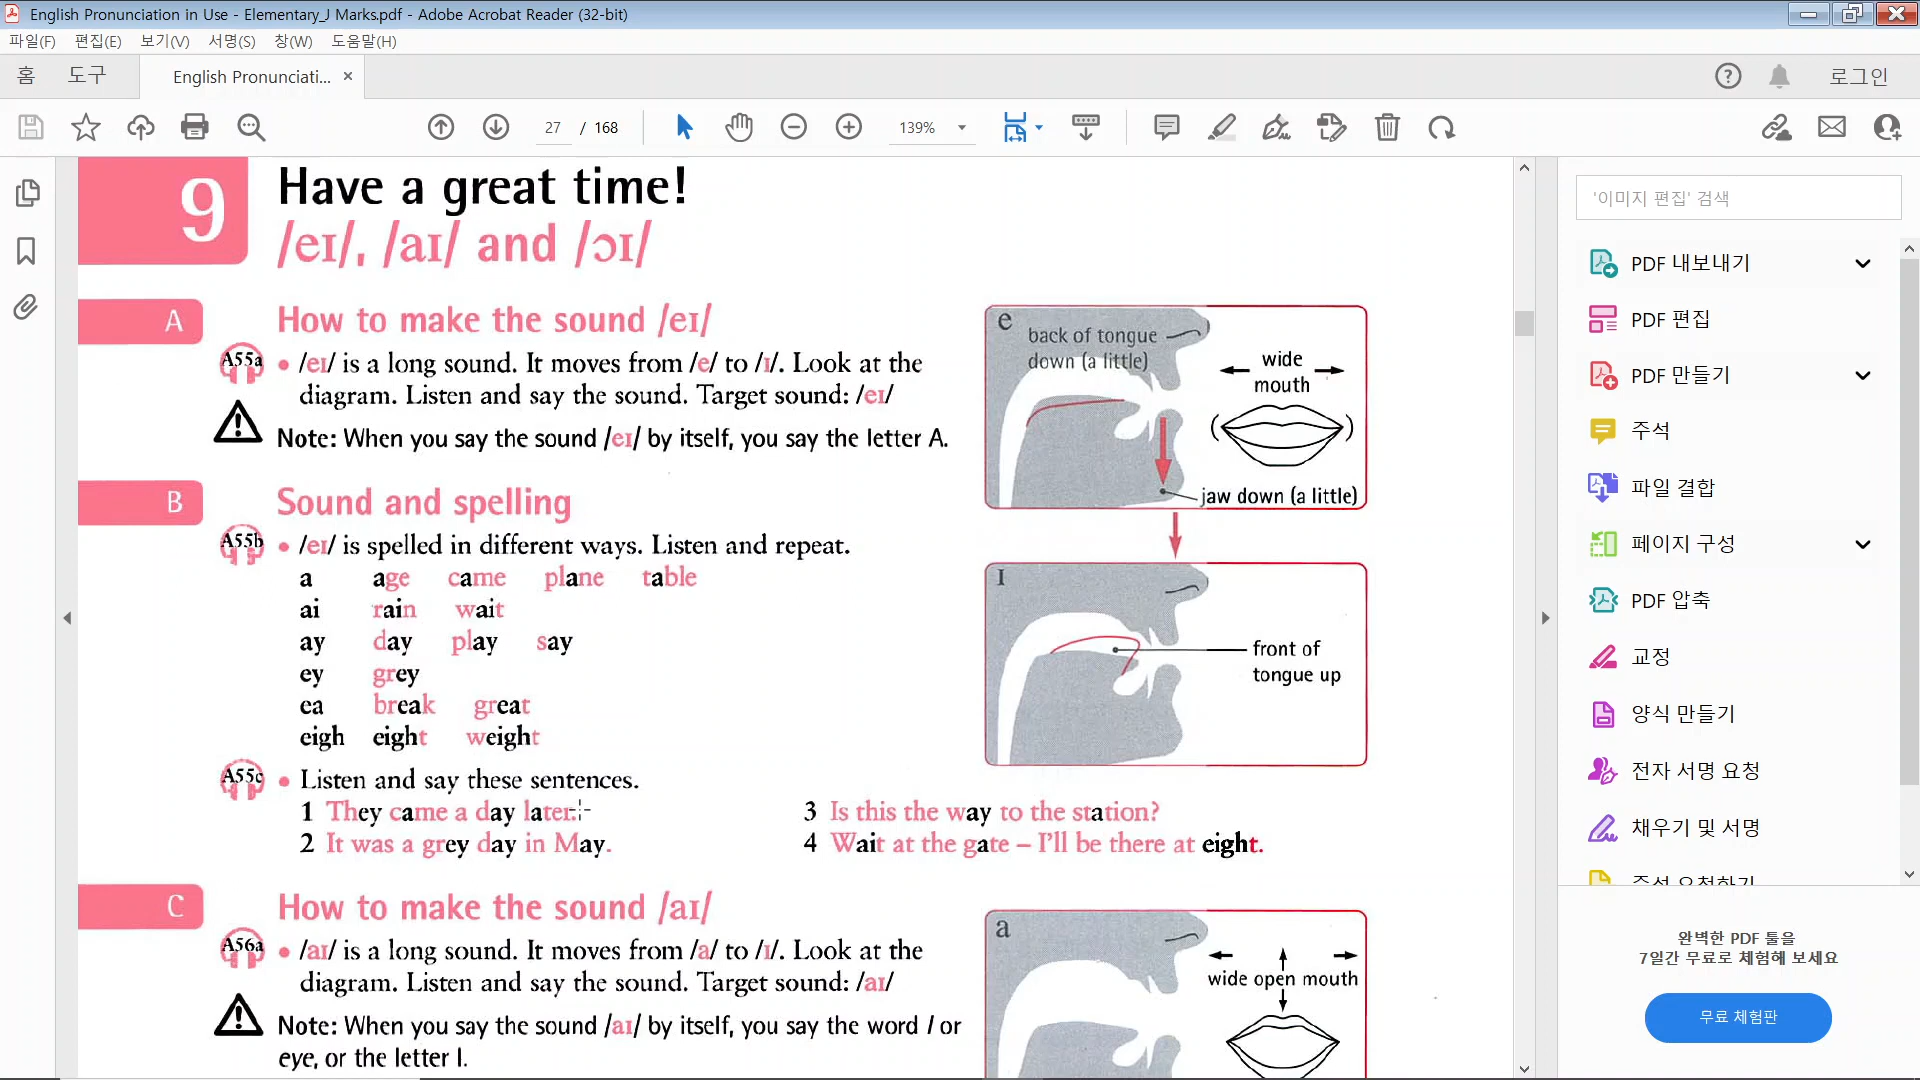 English Pronunciation in Use - Elementary_J Marks.pdf - Adobe Acrobat Reader (32-bit)
파일(F) 편집(E) 보기(V) 서명(S) 창(W) 도움말(H)
홈 도구 English Pronunciati... × 로그인
27 / 168 139%
9 Have a great time!
/eɪ/, /aɪ/ and /ɔɪ/
A How to make the sound /eɪ/
A55a • /eɪ/ is a long sound. It moves from /e/ to /ɪ/. Look at the
diagram. Listen and say the sound. Target sound: /eɪ/
Note: When you say the sound /eɪ/ by itself, you say the letter A.
e
back of tongue
down (a little)
wide
mouth
jaw down (a little)
B Sound and spelling
A55b • /eɪ/ is spelled in different ways. Listen and repeat.
a age came plane table
ai rain wait
ay day play say
ey grey
ea break great
eigh eight weight
ɪ
front of
tongue up
A55c • Listen and say these sentences.
1 They came a day later.
2 It was a grey day in May.
3 Is this the way to the station?
4 Wait at the gate – I'll be there at eight.
C How to make the sound /aɪ/
A56a • /aɪ/ is a long sound. It moves from /a/ to /ɪ/. Look at the
diagram. Listen and say the sound. Target sound: /aɪ/
Note: When you say the sound /aɪ/ by itself, you say the word I or
eye, or the letter I.
a
wide open mouth
'이미지 편집' 검색
PDF 내보내기
PDF 편집
PDF 만들기
주석
파일 결합
페이지 구성
PDF 압축
교정
양식 만들기
전자 서명 요청
채우기 및 서명
주석 요청하기
완벽한 PDF 툴을
7일간 무료로 체험해 보세요
무료 체험판